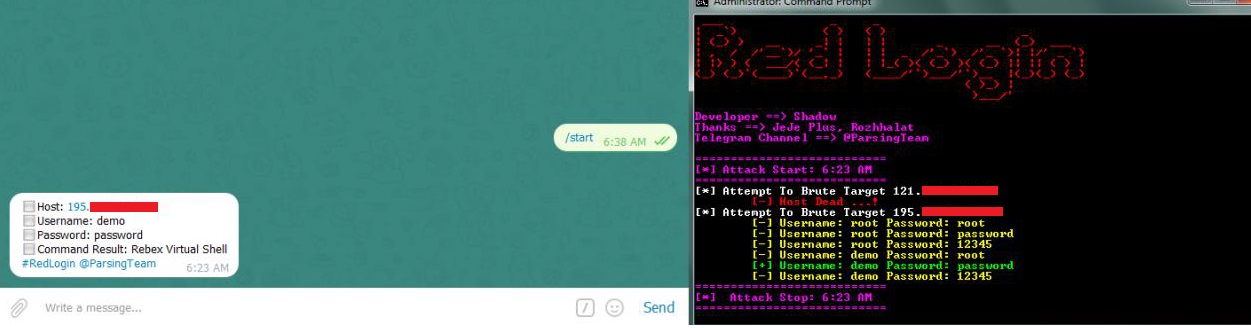 /start 6:38 AM
Host: 195.
Username: demo
Password: password
Command Result: Rebex Virtual Shell
#RedLogin @ParsingTeam
6:23 AM
Write a message...
/
Send
Administrator: Command Prompt
Red Login
Developer ==> Shadow
Thanks ==> JeJe Plus, Rozhhalat
Telegram Channel ==> @ParsingTeam
===========================
[*] Attack Start: 6:23 AM
===========================
[*] Attempt To Brute Target 121.
[-] Host Dead ...!
[*] Attempt To Brute Target 195.
[-] Username: root Password: root
[-] Username: root Password: password
[-] Username: root Password: 12345
[-] Username: demo Password: root
[+] Username: demo Password: password
[-] Username: demo Password: 12345
===========================
[*]  Attack Stop: 6:23 AM
===========================